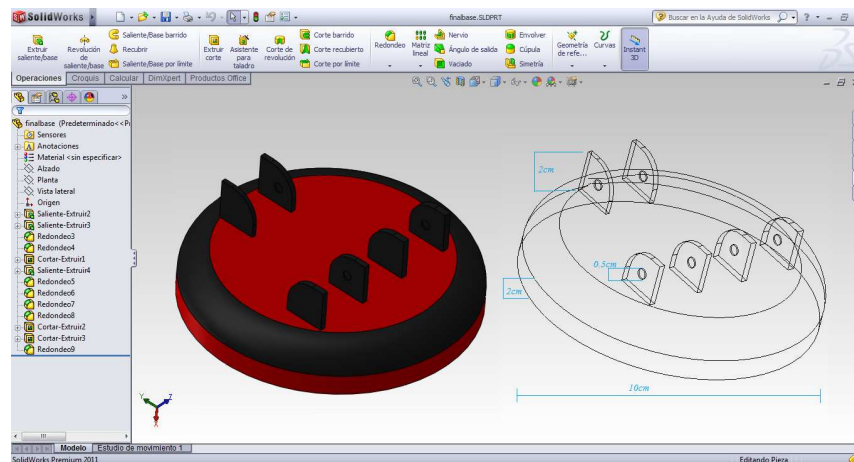 SolidWorks
finalbase.SLDPRT
Buscar en la Ayuda de SolidWorks
Extruir saliente/base
Revolución de saliente/base
Saliente/Base barrido
Recubrir
Saliente/Base por límite
Extruir corte
Asistente para taladro
Corte de revolución
Corte barrido
Corte recubierto
Corte por límite
Redondeo
Matriz lineal
Nervio
Ángulo de salida
Vaciado
Envolver
Cúpula
Simetría
Geometría de refe...
Curvas
Instant 3D
Operaciones
Croquis
Calcular
DimXpert
Productos Office
finalbase (Predeterminado<<Pr
Sensores
Anotaciones
Material <sin especificar>
Alzado
Planta
Vista lateral
Origen
Saliente-Extruir2
Saliente-Extruir3
Redondeo3
Redondeo4
Cortar-Extruir1
Saliente-Extruir4
Redondeo5
Redondeo6
Redondeo7
Redondeo8
Cortar-Extruir2
Cortar-Extruir3
Redondeo9
2cm
0.5cm
2cm
10cm
Y
Z
X
Modelo
Estudio de movimiento 1
SolidWorks Premium 2011
Editando Pieza